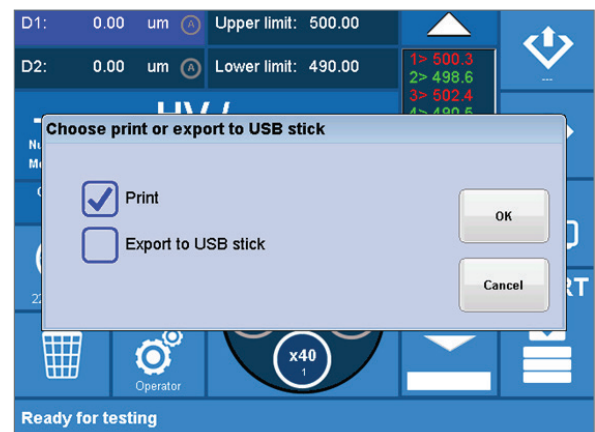 D1: 0.00 um A Upper limit: 500.00
D2: 0.00 um A Lower limit: 490.00
1> 500.3
2> 498.6
3> 502.4
---
Choose print or export to USB stick
Print
Export to USB stick
OK
Cancel
x40
1
Operator
Ready for testing